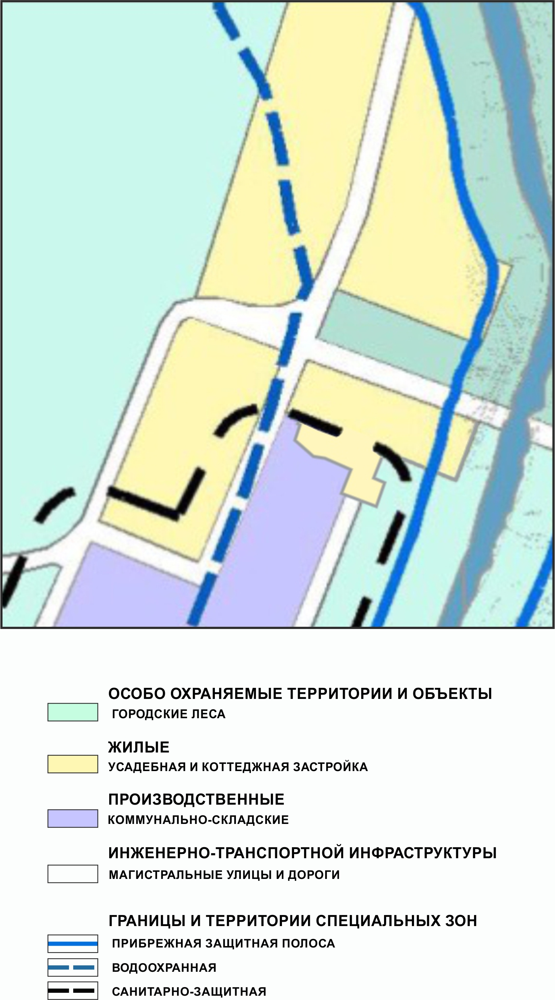 ОСОБО ОХРАНЯЕМЫЕ ТЕРРИТОРИИ И ОБЪЕКТЫ
ГОРОДСКИЕ ЛЕСА
ЖИЛЫЕ
УСАДЕБНАЯ И КОТТЕДЖНАЯ ЗАСТРОЙКА
ПРОИЗВОДСТВЕННЫЕ
КОММУНАЛЬНО-СКЛАДСКИЕ
ИНЖЕНЕРНО-ТРАНСПОРТНОЙ ИНФРАСТРУКТУРЫ
МАГИСТРАЛЬНЫЕ УЛИЦЫ И ДОРОГИ
ГРАНИЦЫ И ТЕРРИТОРИИ СПЕЦИАЛЬНЫХ ЗОН
ПРИБРЕЖНАЯ ЗАЩИТНАЯ ПОЛОСА
ВОДООХРАННАЯ
САНИТАРНО-ЗАЩИТНАЯ